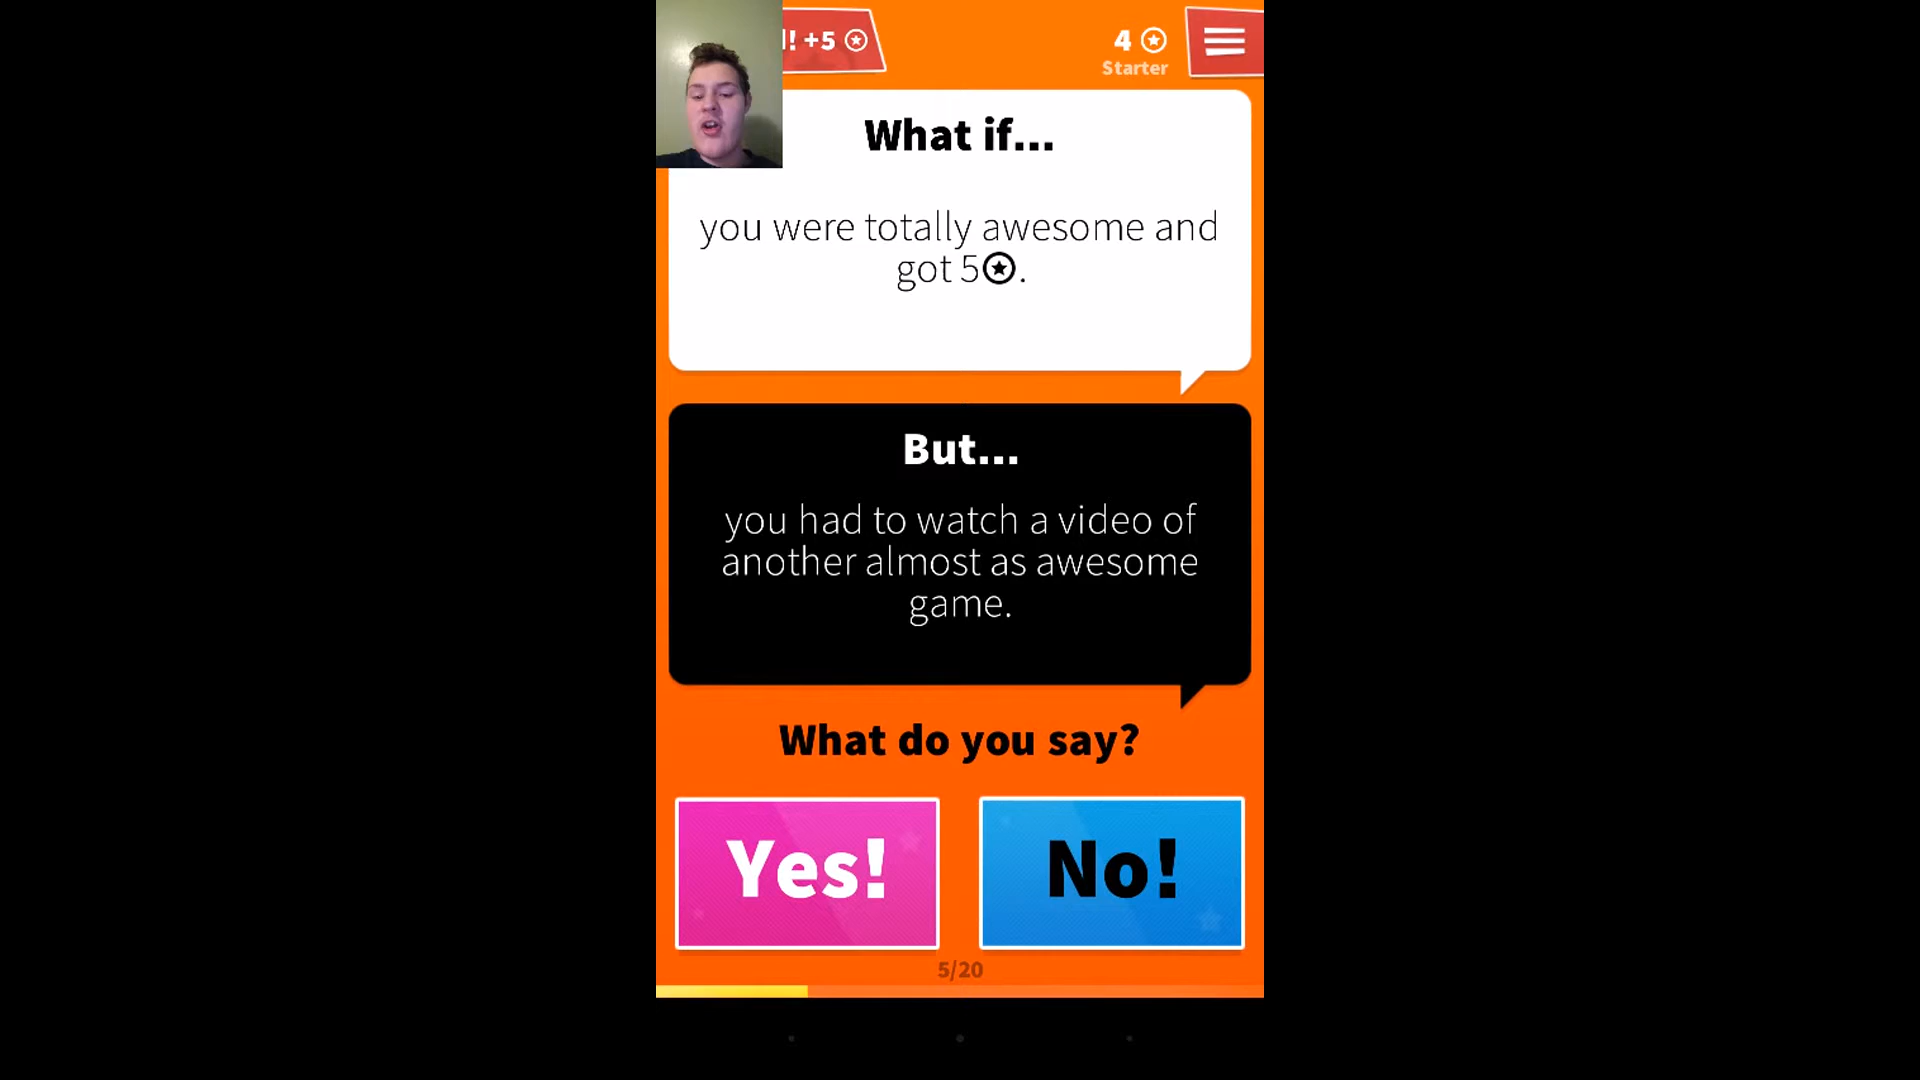 ! +5
4
Starter
What if...
you were totally awesome and
got 5.
But...
you had to watch a video of
another almost as awesome
game.
What do you say?
Yes!
No!
5/20